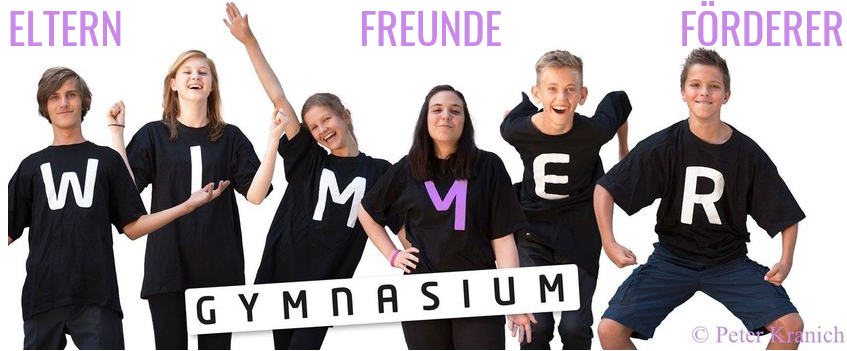 ELTERN FREUNDE FÖRDERER
WIMMER
GYMNASIUM
© Peter Kranich